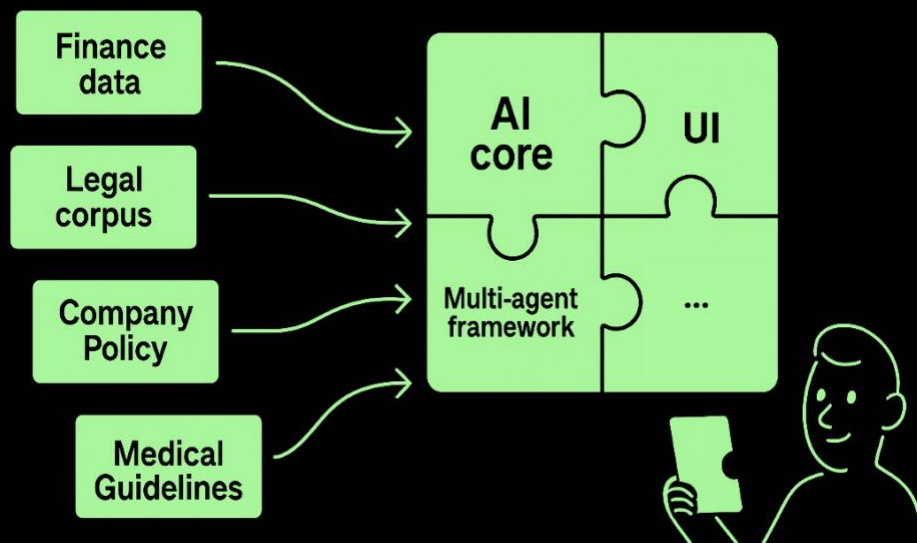 Finance
data
Legal
corpus
Company
Policy
Medical
Guidelines
AI
core
UI
Multi-agent
framework
...